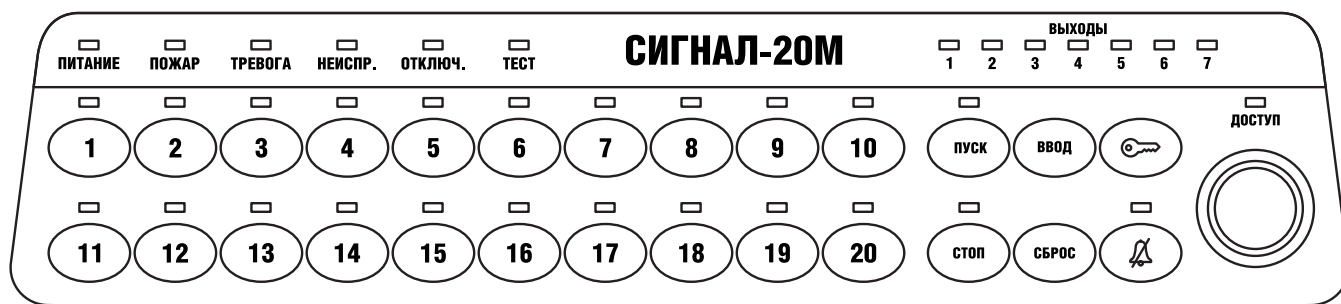 ПИТАНИЕ ПОЖАР ТРЕВОГА НЕИСПР. ОТКЛЮЧ. ТЕСТ СИГНАЛ-20М ВЫХОДЫ
1 2 3 4 5 6 7
ДОСТУП
1 2 3 4 5 6 7 8 9 10 ПУСК ВВОД
11 12 13 14 15 16 17 18 19 20 СТОП СБРОС